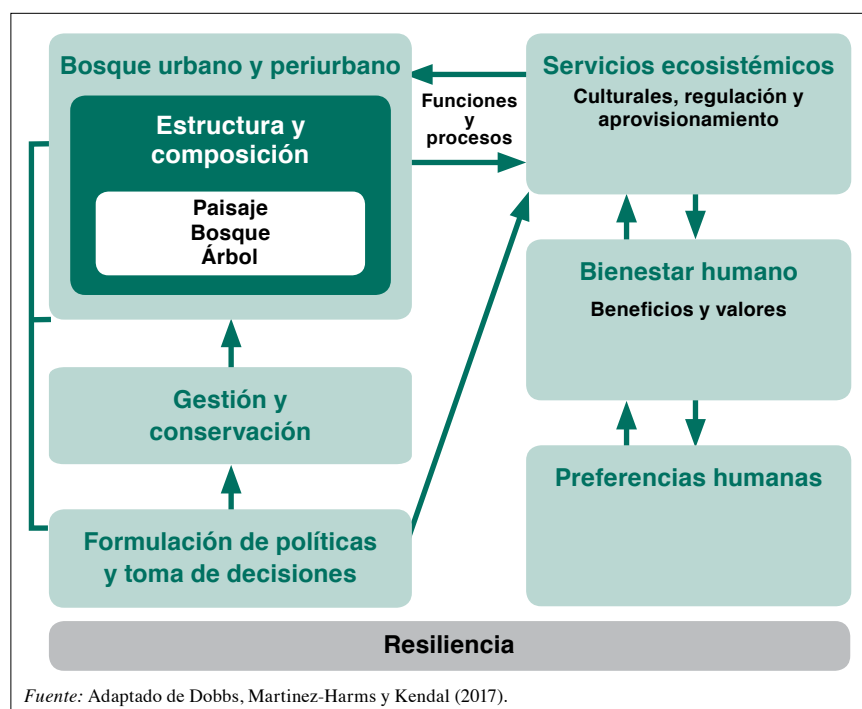 Bosque urbano y periurbano
Estructura y
composición
Paisaje
Bosque
Árbol
Funciones
y
procesos
Servicios ecosistémicos
Culturales, regulación y
aprovisionamiento
Bienestar humano
Beneficios y valores
Gestión y
conservación
Preferencias humanas
Formulación de políticas
y toma de decisiones
Resiliencia
Fuente: Adaptado de Dobbs, Martinez-Harms y Kendal (2017).